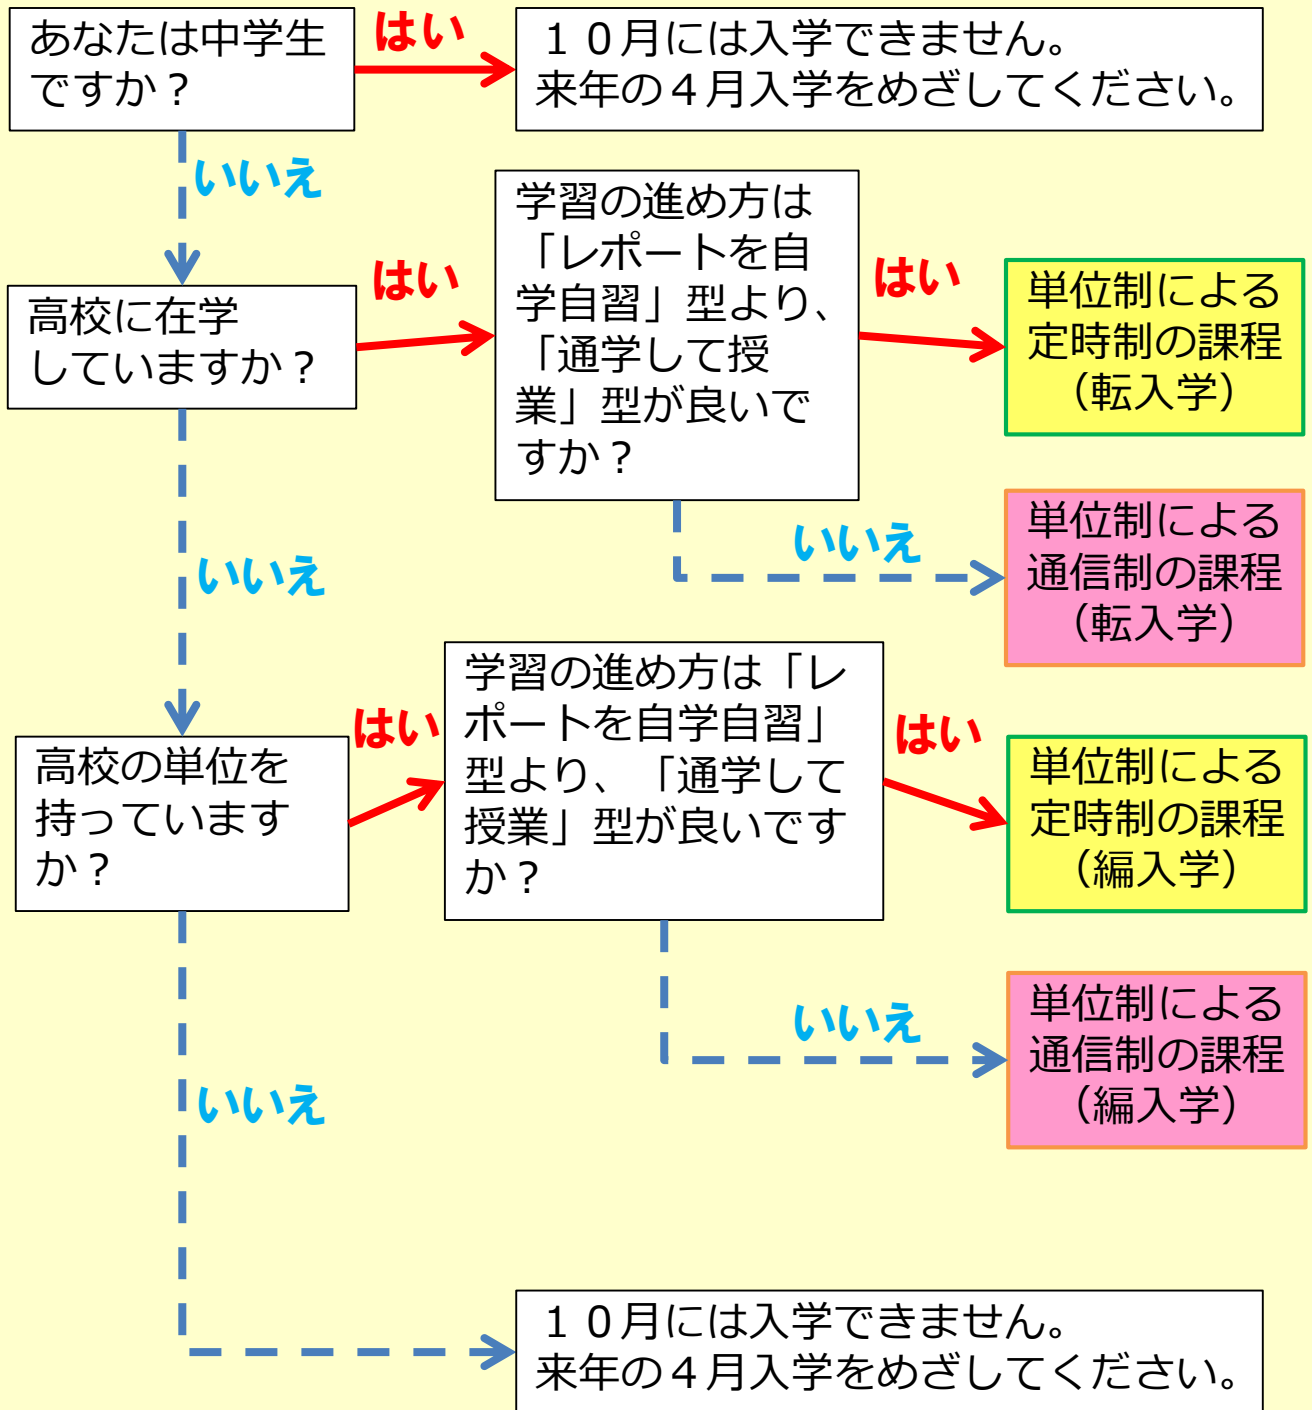 あなたは中学生
ですか？
はい
１０月には入学できません。
来年の４月入学をめざしてください。
いいえ
高校に在学
していますか？
はい
学習の進め方は
「レポートを自
学自習」型より、
「通学して授
業」型が良いで
すか？
はい
単位制による
定時制の課程
（転入学）
いいえ
単位制による
通信制の課程
（転入学）
いいえ
高校の単位を
持っています
か？
はい
学習の進め方は「レ
ポートを自学自習」
型より、「通学して
授業」型が良いです
か？
はい
単位制による
定時制の課程
（編入学）
いいえ
単位制による
通信制の課程
（編入学）
いいえ
１０月には入学できません。
来年の４月入学をめざしてください。